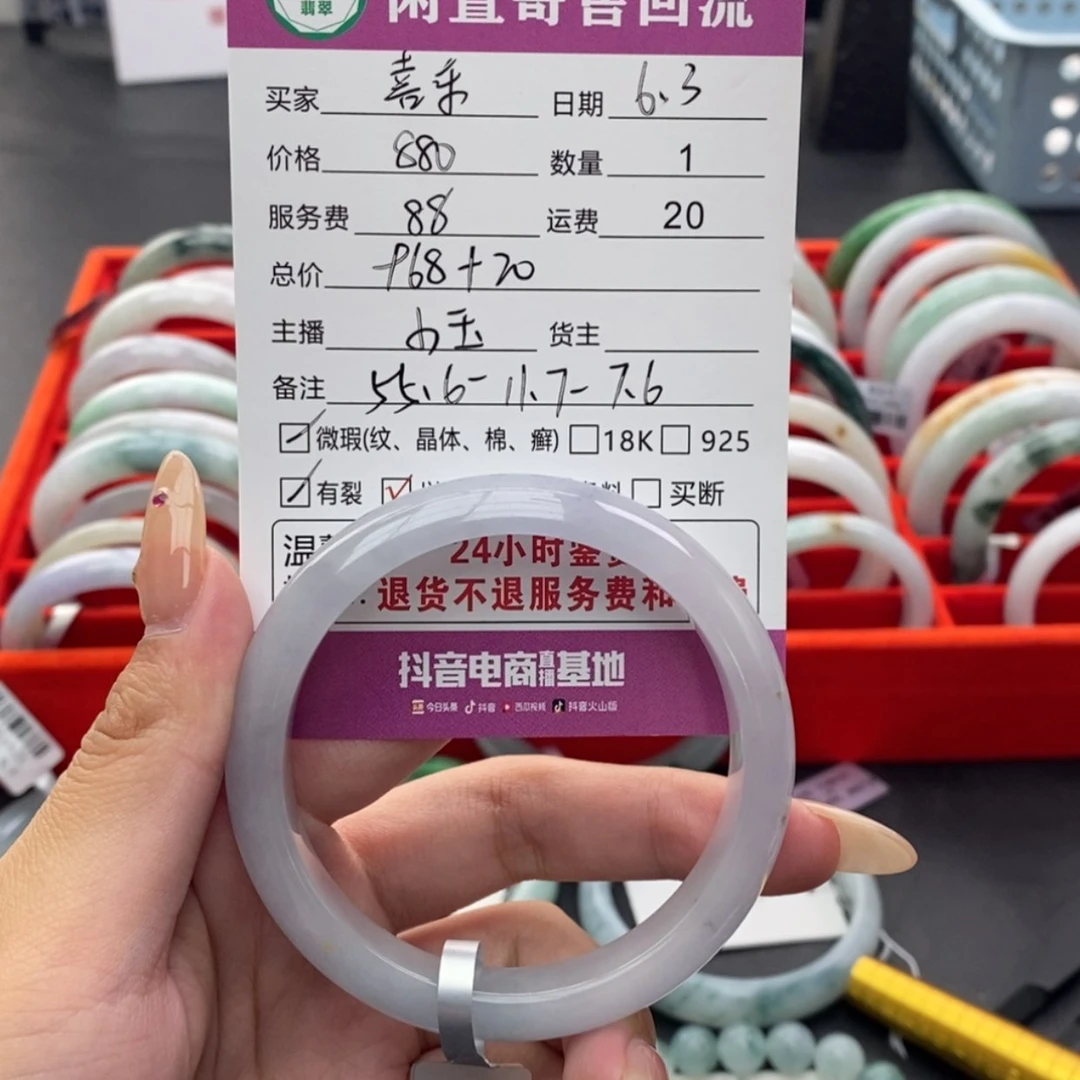 翡翠
闲置寄售回流
买家 喜乐 日期 6.3
价格 880 数量 1
服务费 88 运费 20
总价 968+20
主播 小玉 货主
备注 55.6-11.7-7.6
微瑕(纹、晶体、棉、癣) 18K 925
有裂 买断
24小时鉴
退货不退服务费和
抖音电商直播基地
今日头条 抖音 西瓜视频 抖音火山版